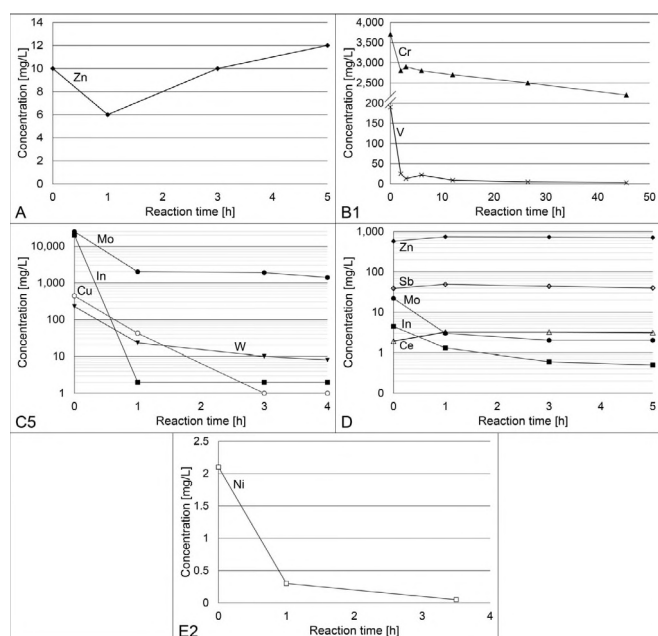 Concentration [mg/L]
14
12
10
8
6
4
2
0
Zn
0 1 2 3 4 5
Reaction time [h]
A
Concentration [mg/L]
4,000
3,500
3,000
2,500
200
150
100
50
0
Cr
V
0 10 20 30 40 50
Reaction time [h]
B1
Concentration [mg/L]
10,000
1,000
100
10
1
Mo
In
Cu
W
0 1 2 3 4
Reaction time [h]
C5
Concentration [mg/L]
1,000
100
10
1
Zn
Sb
Mo
In
Ce
0 1 2 3 4 5
Reaction time [h]
D
Concentration [mg/L]
2.5
2
1.5
1
0.5
0
Ni
0 1 2 3 4
Reaction time [h]
E2